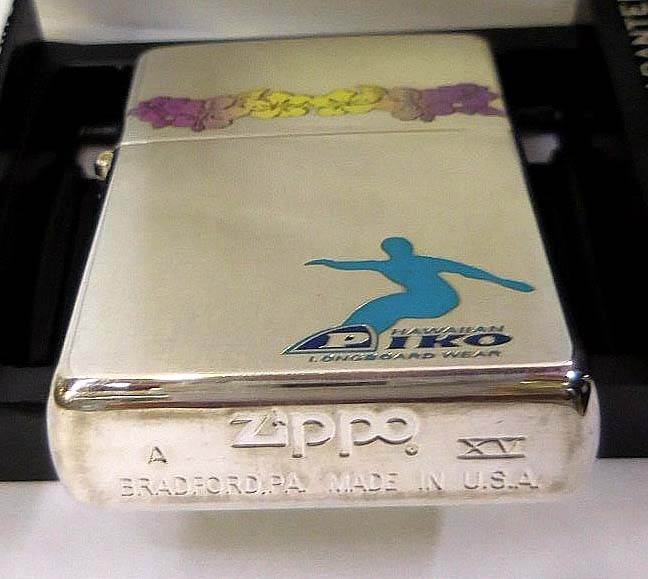 HAWAIIAN
PIKO
LONGBOARD WEAR
zippo
A XV
BRADFORD, PA. MADE IN U.S.A.